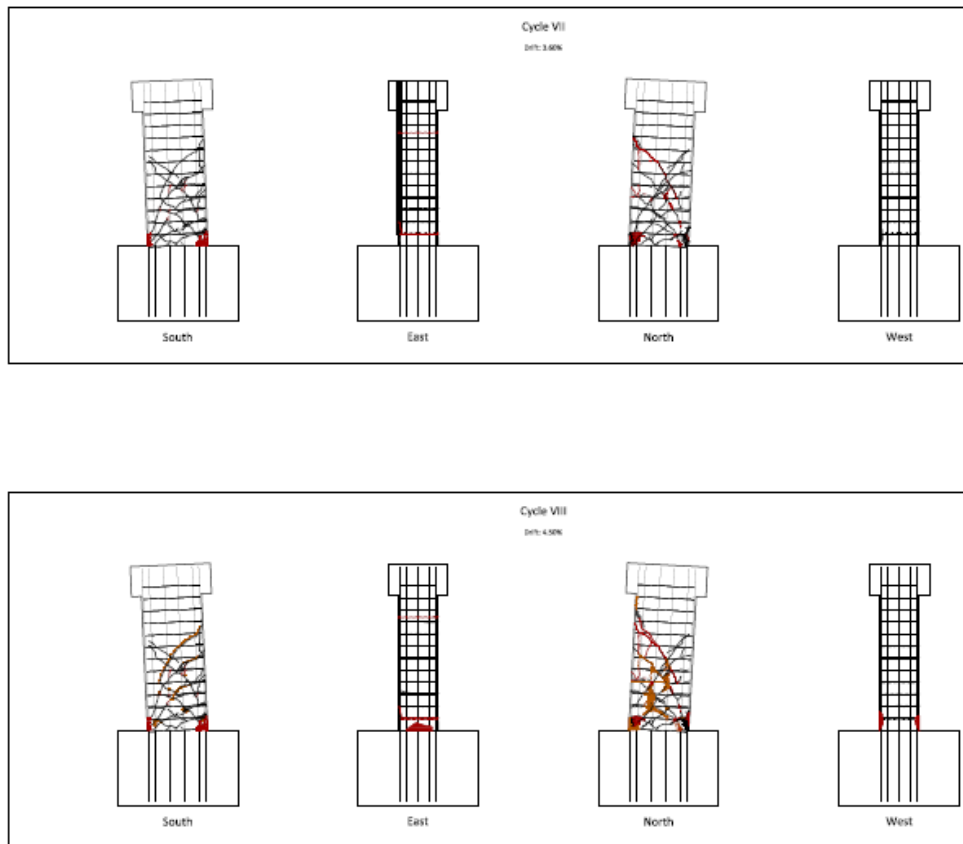 Cycle VII
Drift: 3.60%
South East North West
Cycle VIII
Drift: 4.50%
South East North West